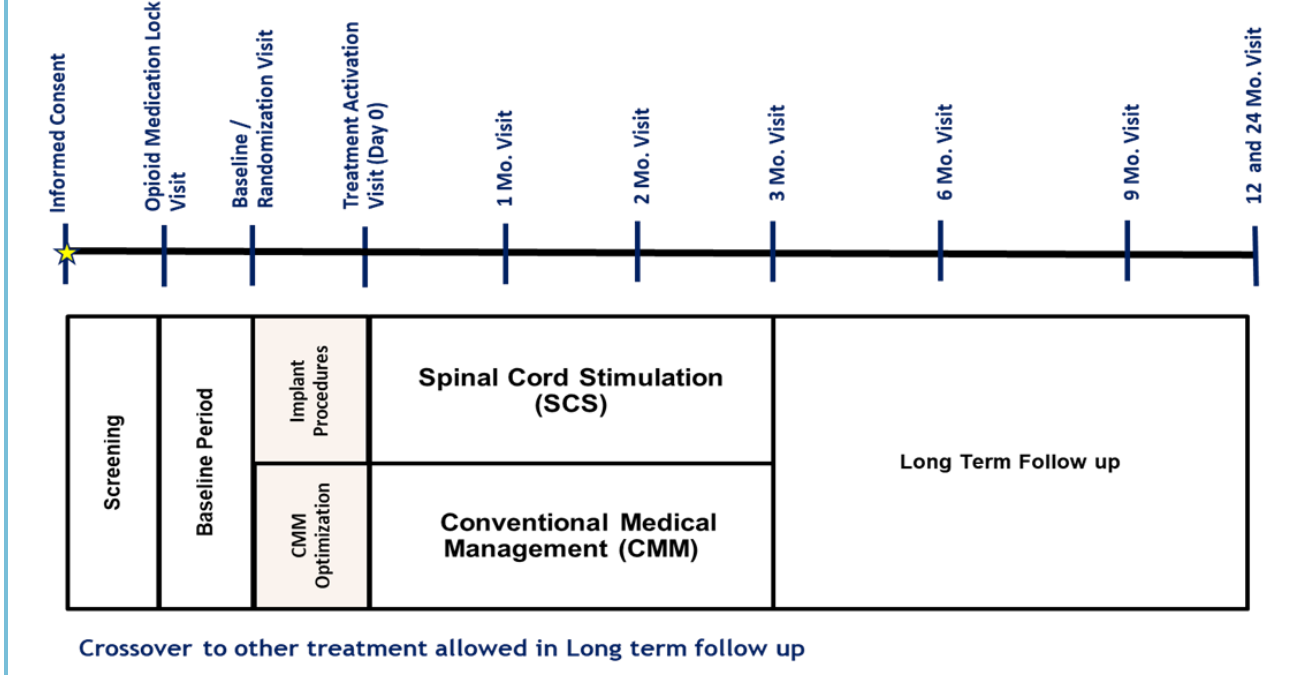 Informed Consent
Opioid Medication Lock
Visit
Baseline /
Randomization Visit
Treatment Activation
Visit (Day 0)
1 Mo. Visit
2 Mo. Visit
3 Mo. Visit
6 Mo. Visit
9 Mo. Visit
12 and 24 Mo. Visit
Screening
Baseline Period
Implant
Procedures
CMM
Optimization
Spinal Cord Stimulation
(SCS)
Conventional Medical
Management (CMM)
Long Term Follow up
Crossover to other treatment allowed in Long term follow up